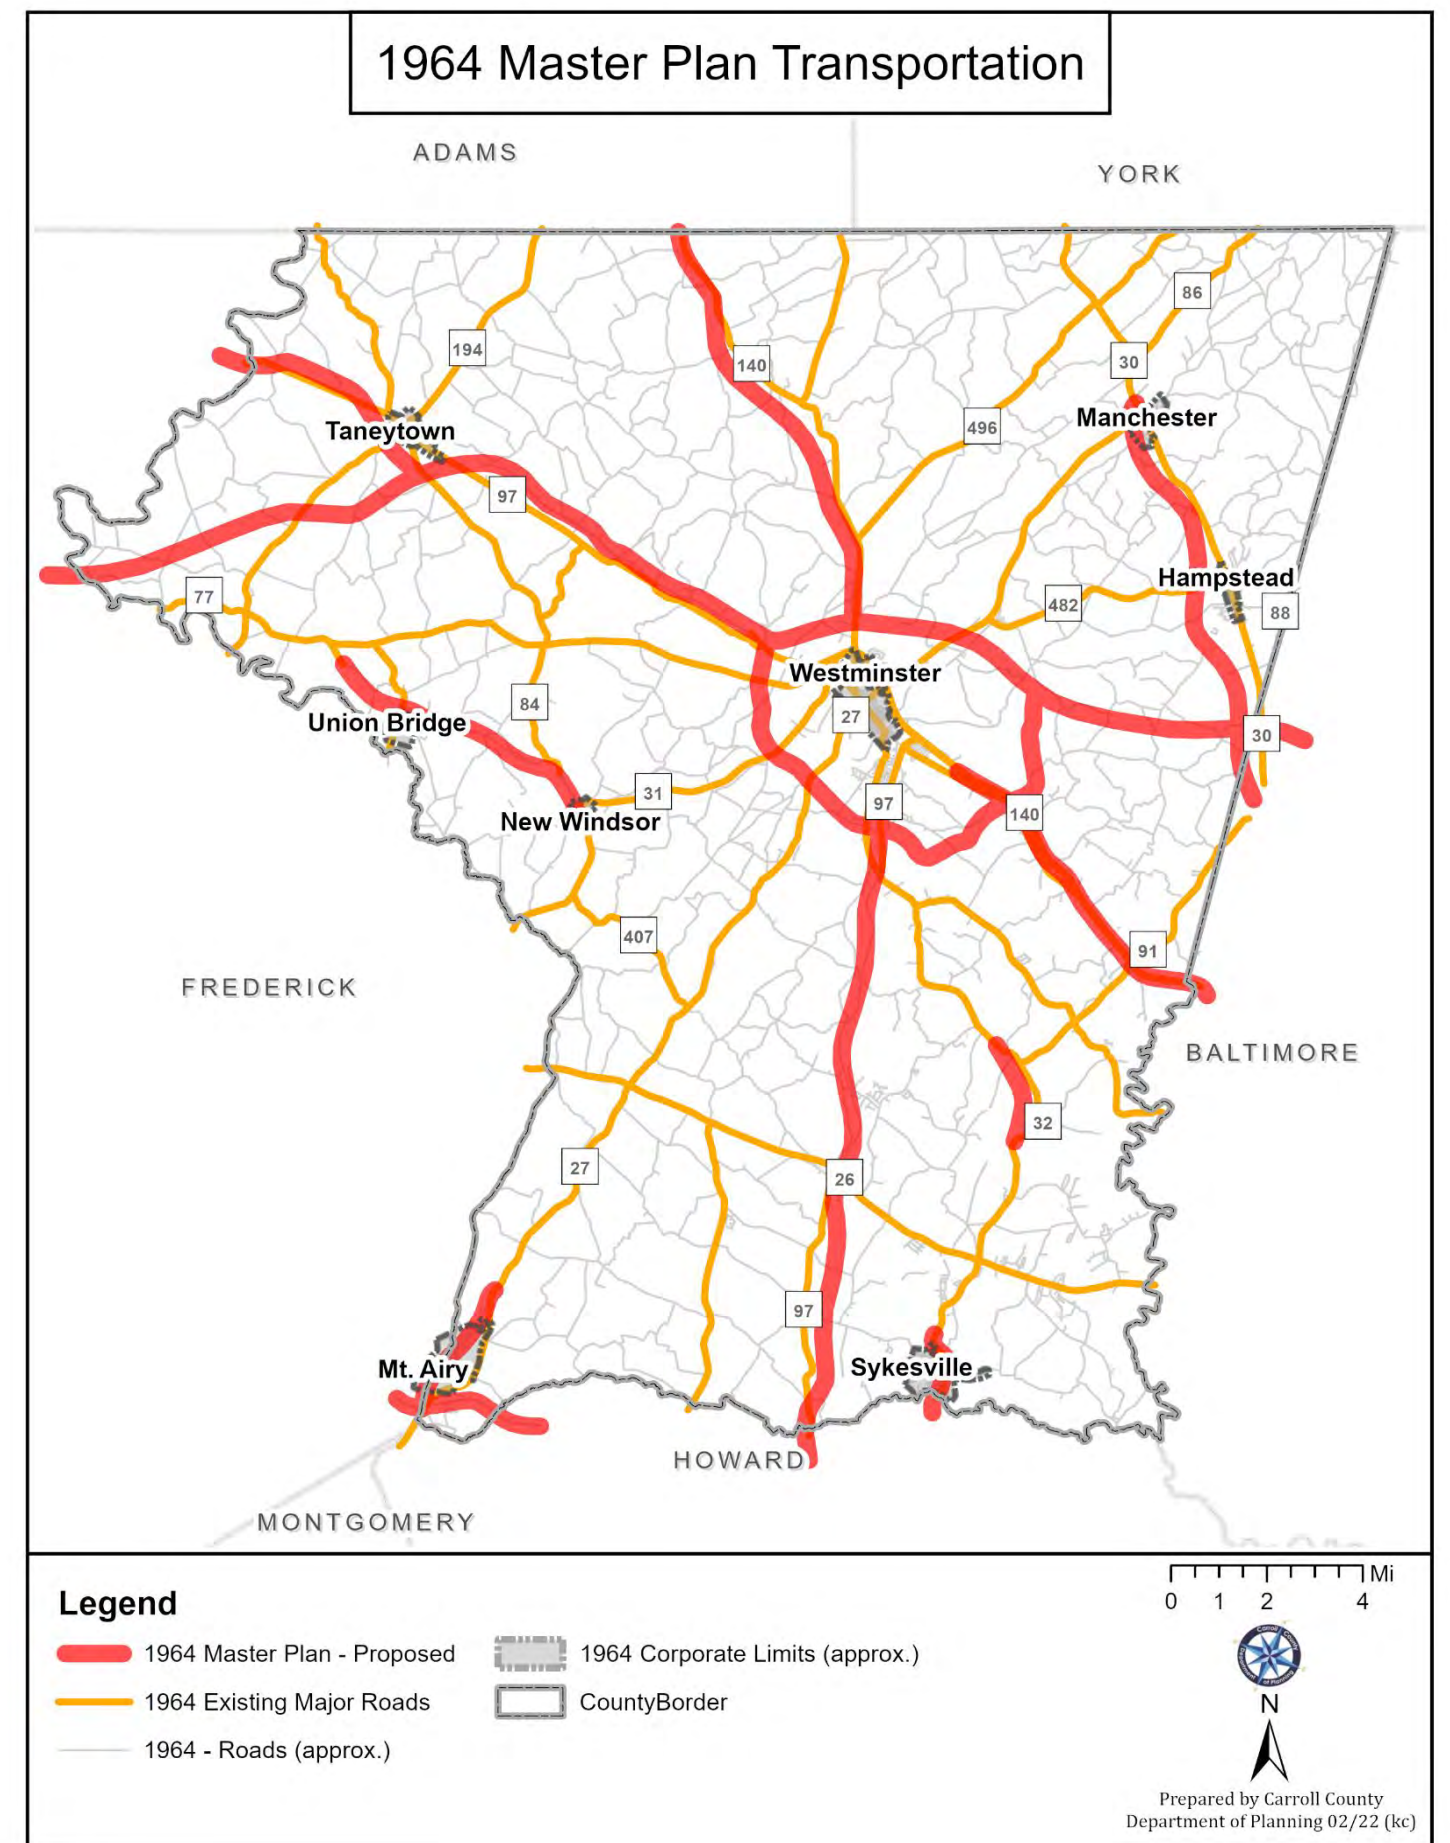 1964 Master Plan Transportation
ADAMS
YORK
86
194
30
140
Manchester
Taneytown
496
97
Hampstead
77
482
88
Westminster
84
27
Union Bridge
30
31
97
New Windsor
140
407
91
FREDERICK
BALTIMORE
32
27
26
97
Mt. Airy
Sykesville
HOWARD
MONTGOMERY
Legend
1964 Master Plan - Proposed
1964 Existing Major Roads
1964 - Roads (approx.)
1964 Corporate Limits (approx.)
CountyBorder
Mi
0 1 2 4
N
Prepared by Carroll County
Department of Planning 02/22 (kc)